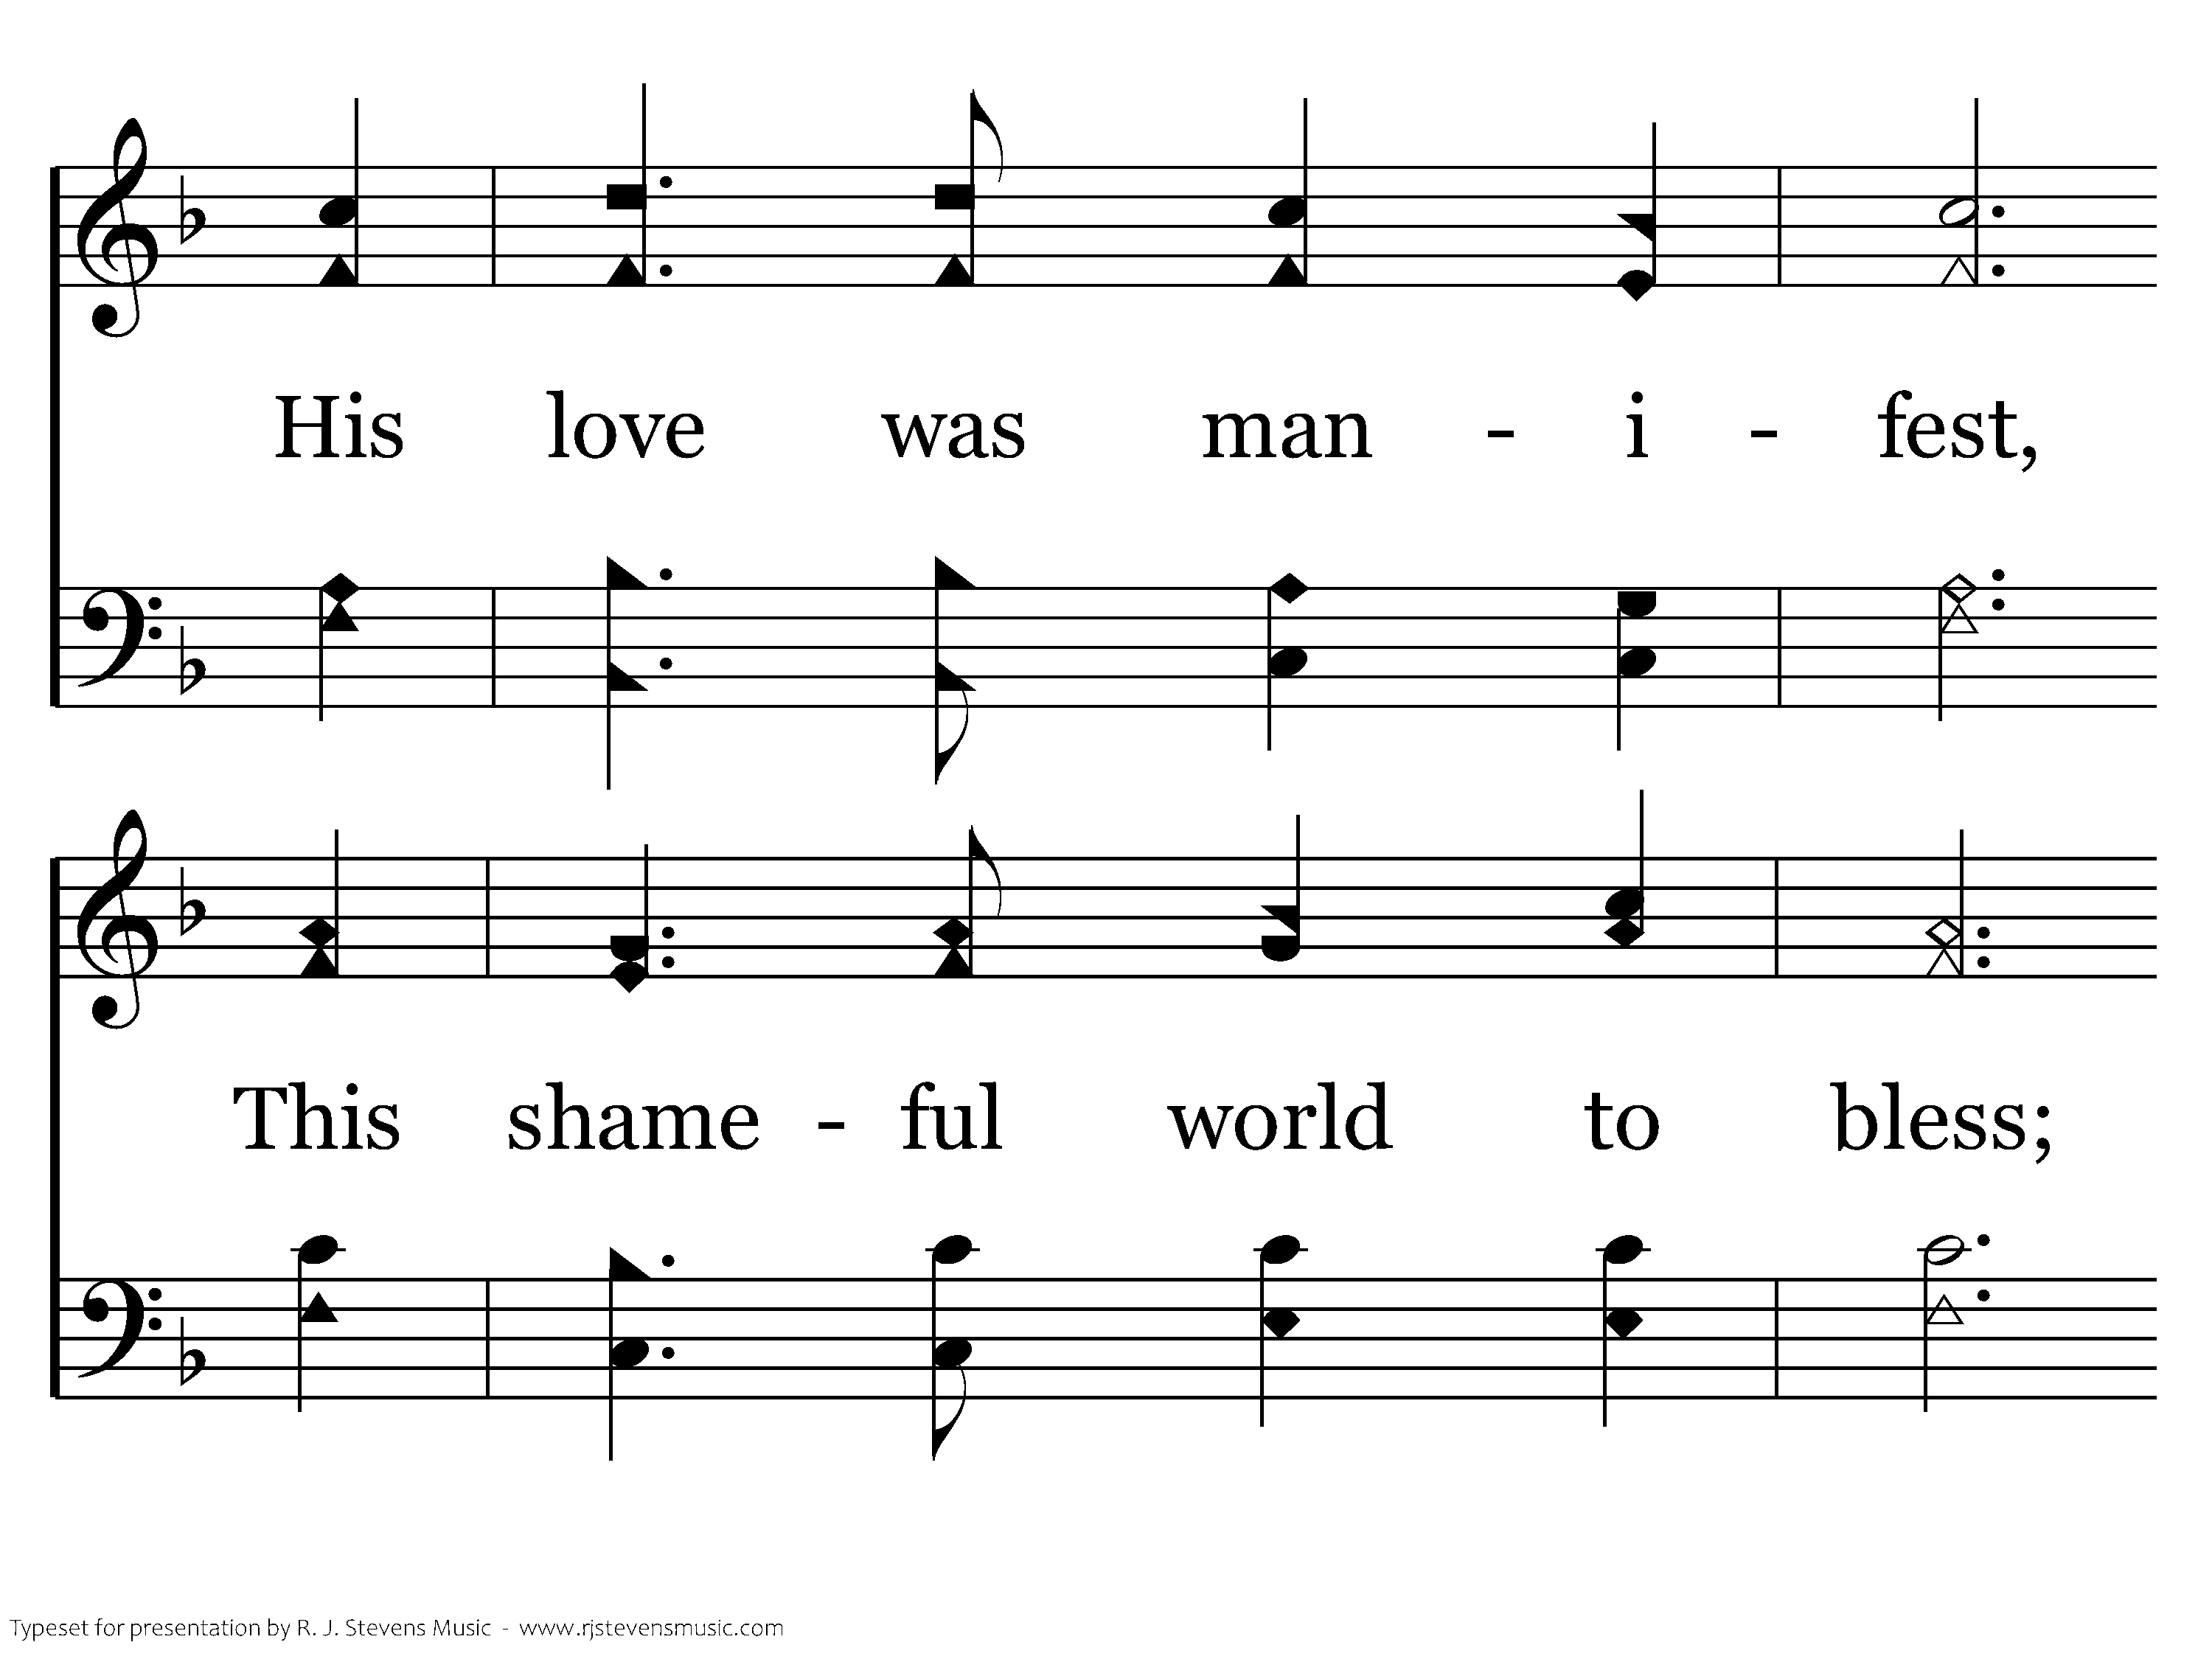 His love was man - i - fest,
This shame - ful world to bless;
Typeset for presentation by R. J. Stevens Music - www.rjstevensmusic.com